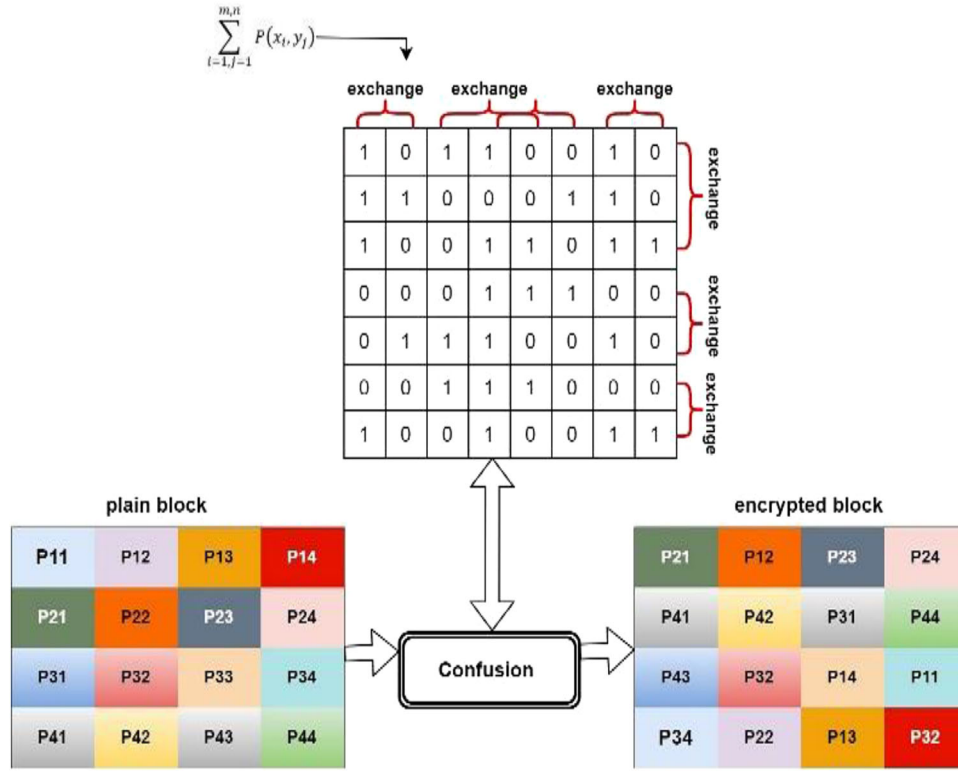 m,n
∑ P(x_i, y_j)
i=1,j=1
exchange exchange exchange
1 0 1 1 0 0 1 0
1 1 0 0 0 1 1 0
1 0 0 1 1 0 1 1
exchange
0 0 0 1 1 1 0 0
0 1 1 1 0 0 1 0
exchange
0 0 1 1 1 0 0 0
1 0 0 1 0 0 1 1
exchange
plain block
P11 P12 P13 P14
P21 P22 P23 P24
P31 P32 P33 P34
P41 P42 P43 P44
Confusion
encrypted block
P21 P12 P23 P24
P41 P42 P31 P44
P43 P32 P14 P11
P34 P22 P13 P32